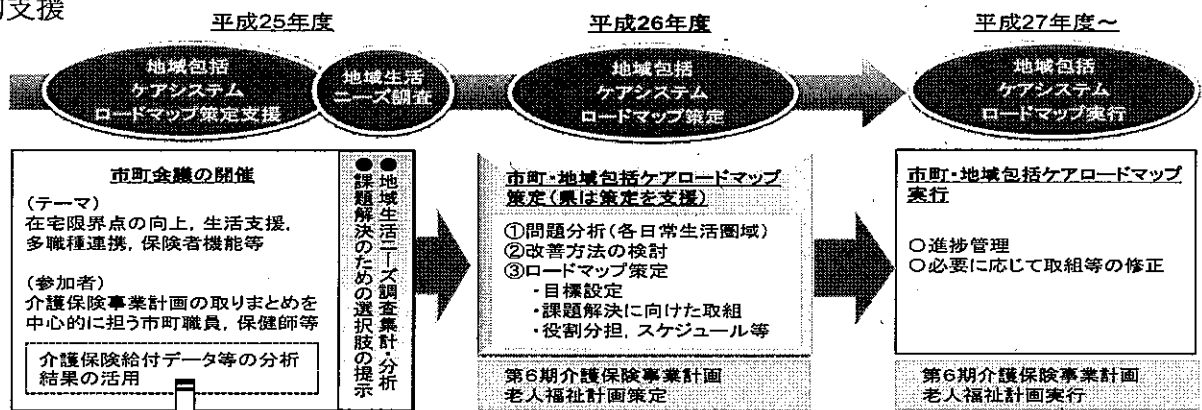 支援
平成25年度
平成26年度
平成27年度～
地域包括
ケアシステム
ロードマップ策定支援
地域生活
ニーズ調査
地域包括
ケアシステム
ロードマップ策定
地域包括
ケアシステム
ロードマップ実行
市町会議の開催
(テーマ)
在宅限界点の向上，生活支援，
多職種連携，保険者機能等
(参加者)
介護保険事業計画の取りまとめを
中心的に担う市町職員，保健師等
介護保険給付データ等の分析
結果の活用
●地域生活ニーズ調査集計・分析
●課題解決のための選択肢の提示
市町・地域包括ケアロードマップ
策定(県は策定を支援)
①問題分析(各日常生活圏域)
②改善方法の検討
③ロードマップ策定
・目標設定
・課題解決に向けた取組
・役割分担，スケジュール等
第6期介護保険事業計画
老人福祉計画策定
市町・地域包括ケアロードマップ
実行
○進捗管理
○必要に応じて取組等の修正
第6期介護保険事業計画
老人福祉計画実行